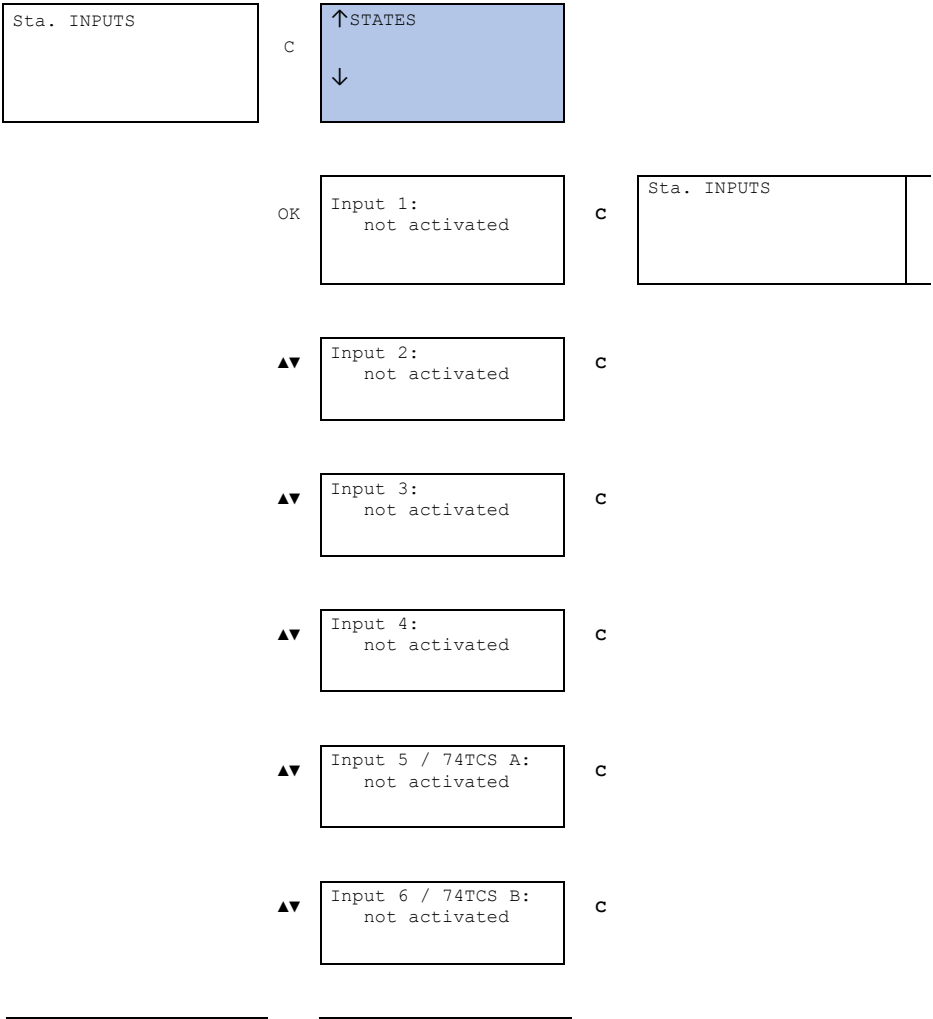 Sta. INPUTS
C
↑STATES
↓
OK
Input 1:
not activated
C
Sta. INPUTS
▲▼
Input 2:
not activated
C
▲▼
Input 3:
not activated
C
▲▼
Input 4:
not activated
C
▲▼
Input 5 / 74TCS A:
not activated
C
▲▼
Input 6 / 74TCS B:
not activated
C